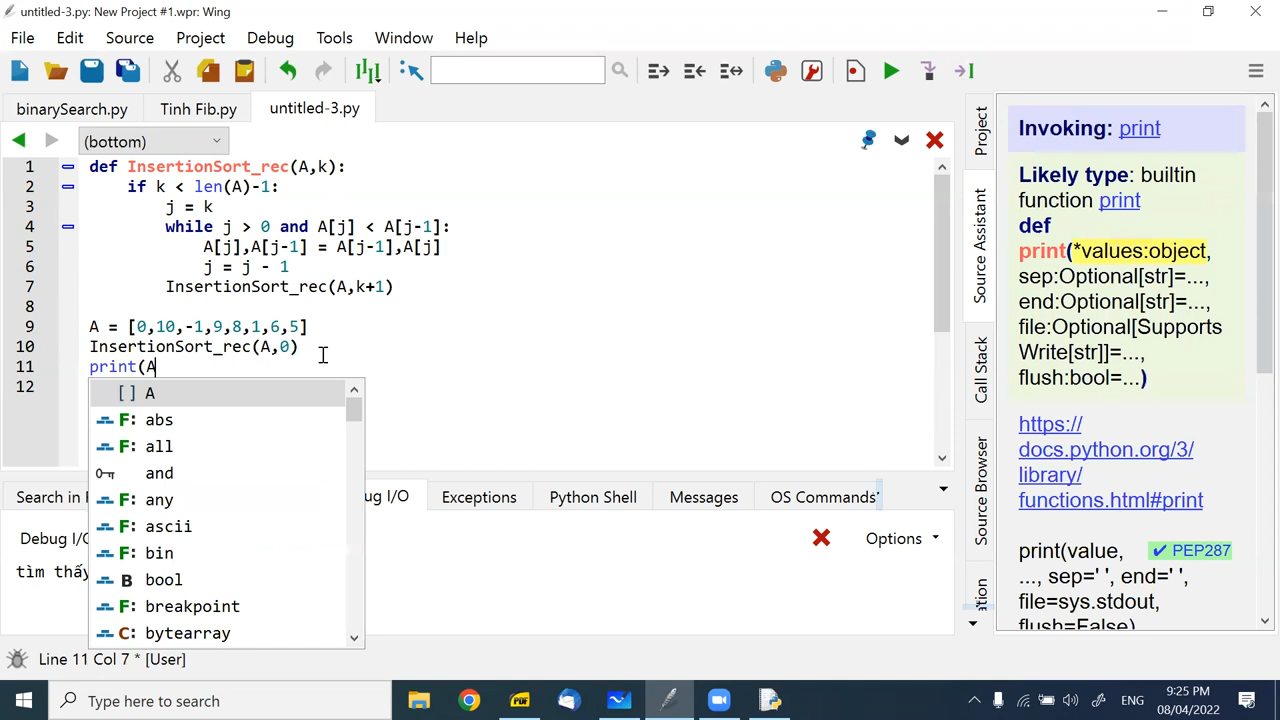 untitled-3.py: New Project #1.wpr: Wing
File Edit Source Project Debug Tools Window Help
binarySearch.py Tinh Fib.py untitled-3.py
(bottom)
1 def InsertionSort_rec(A,k):
2 if k < len(A)-1:
3 j = k
4 while j > 0 and A[j] < A[j-1]:
5 A[j],A[j-1] = A[j-1],A[j]
6 j = j - 1
7 InsertionSort_rec(A,k+1)
8
9 A = [0,10,-1,9,8,1,6,5]
10 InsertionSort_rec(A,0)
11 print(A
12
[] A
F: abs
F: all
and
F: any
F: ascii
F: bin
B bool
F: breakpoint
C: bytearray
Search in
ug I/O Exceptions Python Shell Messages OS Commands
Debug I/O
Options
tìm thấy
Line 11 Col 7 * [User]
Project
Source Assistant
Call Stack
Source Browser
Invoking: print
Likely type: builtin
function print
def
print(*values:object,
sep:Optional[str]=...,
end:Optional[str]=...,
file:Optional[Supports
Write[str]]=...,
flush:bool=...)
https://
docs.python.org/3/
library/
functions.html#print
print(value, ✔ PEP287
..., sep=' ', end=' ',
file=sys.stdout,
flush=False)
Type here to search
PDF
ENG
9:25 PM
08/04/2022